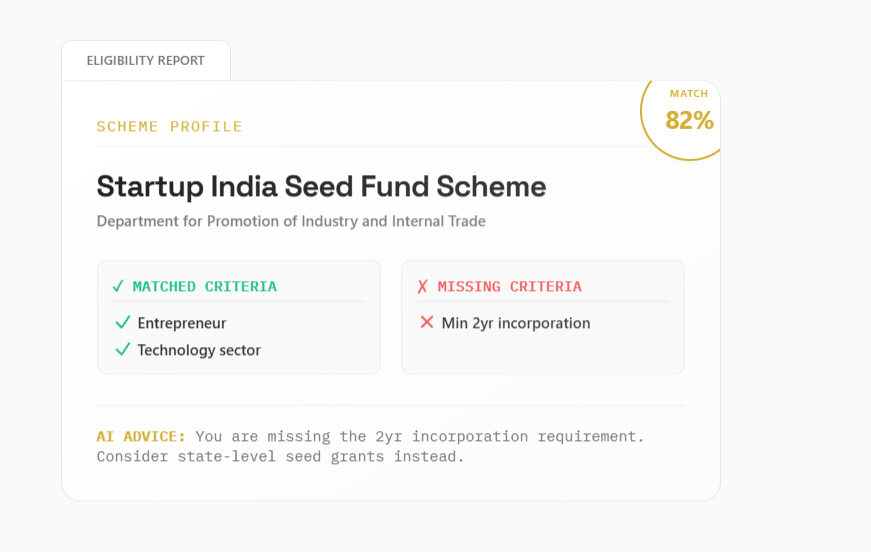 ELIGIBILITY REPORT
MATCH
82%
SCHEME PROFILE
Startup India Seed Fund Scheme
Department for Promotion of Industry and Internal Trade
✓ MATCHED CRITERIA
✓ Entrepreneur
✓ Technology sector
✗ MISSING CRITERIA
✕ Min 2yr incorporation
AI ADVICE: You are missing the 2yr incorporation requirement.
Consider state-level seed grants instead.